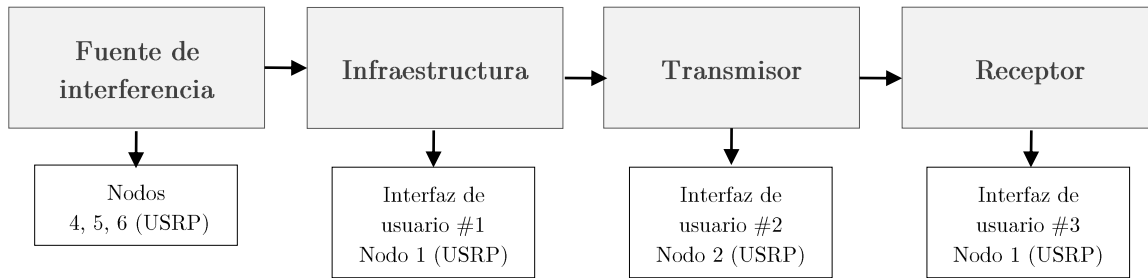 Fuente de
interferencia
Infraestructura
Transmisor
Receptor
Nodos
4, 5, 6 (USRP)
Interfaz de
usuario #1
Nodo 1 (USRP)
Interfaz de
usuario #2
Nodo 2 (USRP)
Interfaz de
usuario #3
Nodo 1 (USRP)